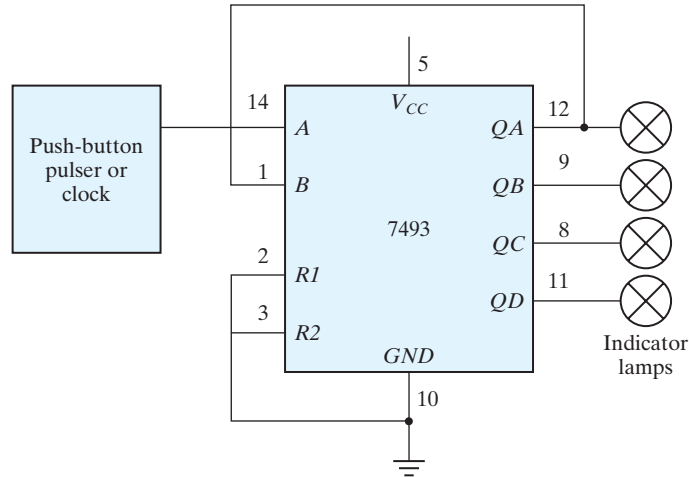 5
14
V_CC
12
A
QA
Push-button
pulser or
clock
9
1
B
QB
7493
8
QC
2
R1
11
QD
3
R2
Indicator
lamps
GND
10